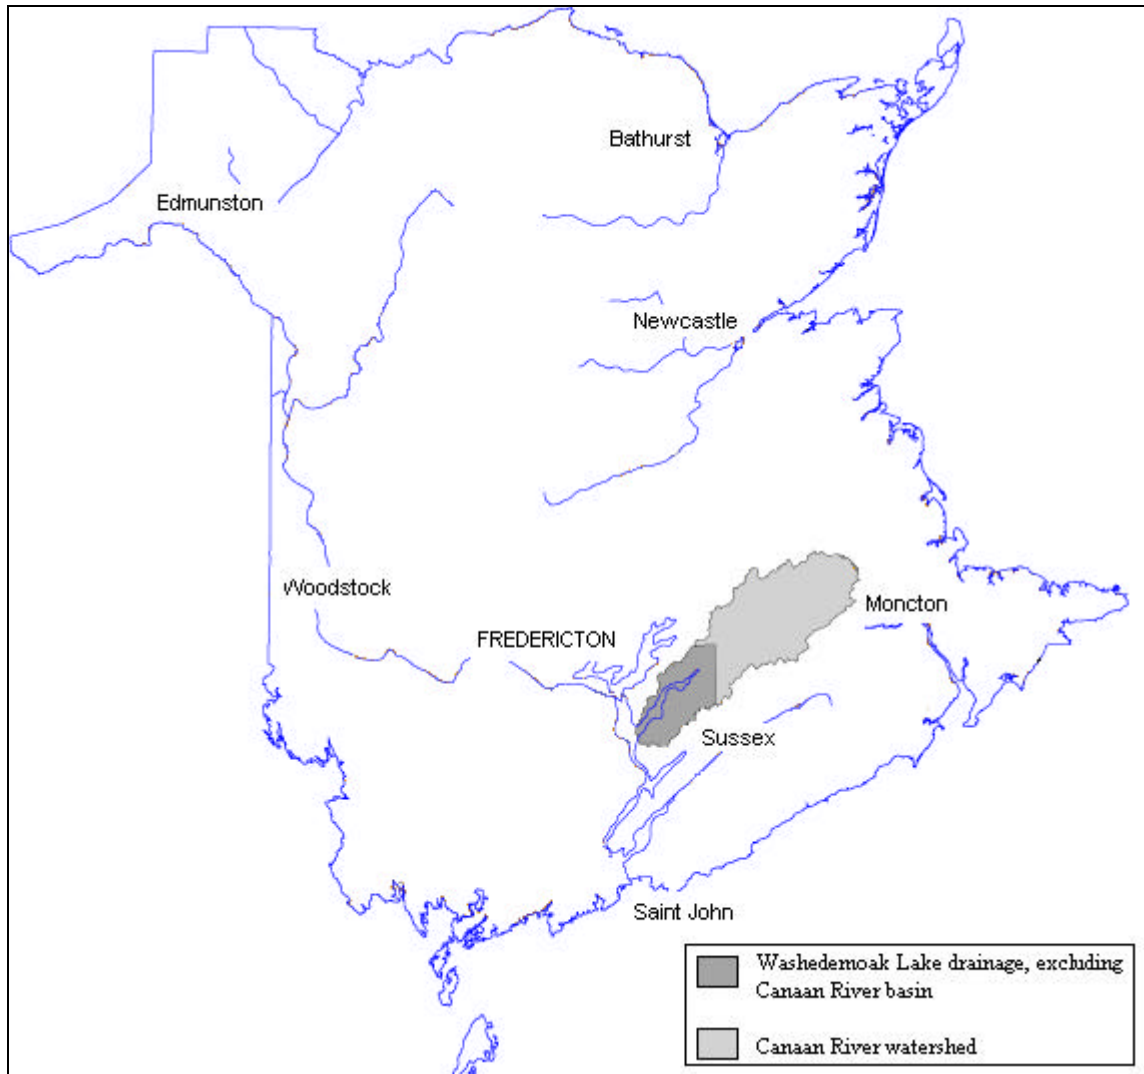 Bathurst
Edmunston
Newcastle
Woodstock
Moncton
FREDERICTON
Sussex
Saint John
Washedemoak Lake drainage, excluding
Canaan River basin
Canaan River watershed